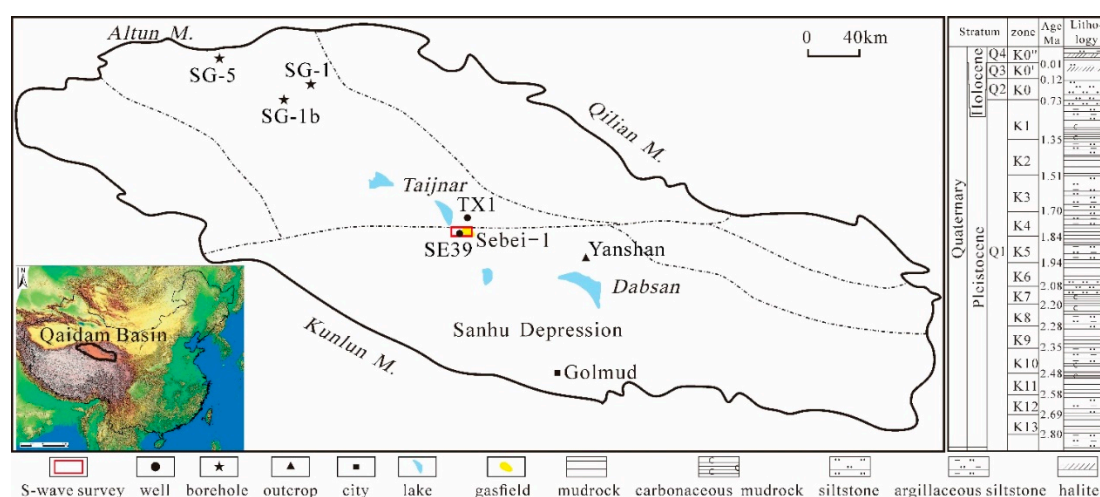 Altun M.
SG-5
SG-1
SG-1b
0 40km
Qilian M.
Taijnar
TX1
Sebei-1
SE39
Yanshan
Dabsan
Sanhu Depression
Kunlun M.
Golmud
N
Qaidam Basin
Stratum zone Age Ma Litho-logy
Quaternary
Holocene
Pleistocene
Q4 K0"
0.01
Q3 K0'
0.12
Q2 K0
0.73
Q1
K1
1.35
K2
1.51
K3
1.70
K4
1.84
K5
1.94
K6
2.08
K7
2.20
K8
2.28
K9
2.35
K10
2.48
K11
2.58
K12
2.69
K13
2.80
S-wave survey well borehole outcrop city lake gasfield mudrock carbonaceous mudrock siltstone argillaceous siltstone halite